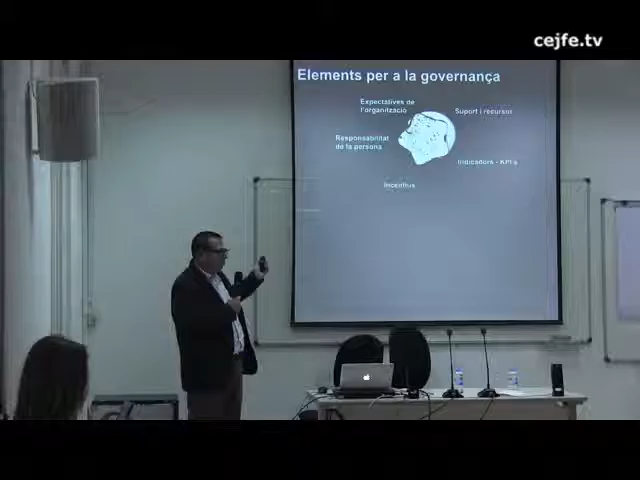 cejfe.tv
Elements per a la governança
Expectatives de
l'organització
Suport i recursos
Responsabilitat
de la persona
Indicadors - KPI's
Incentius